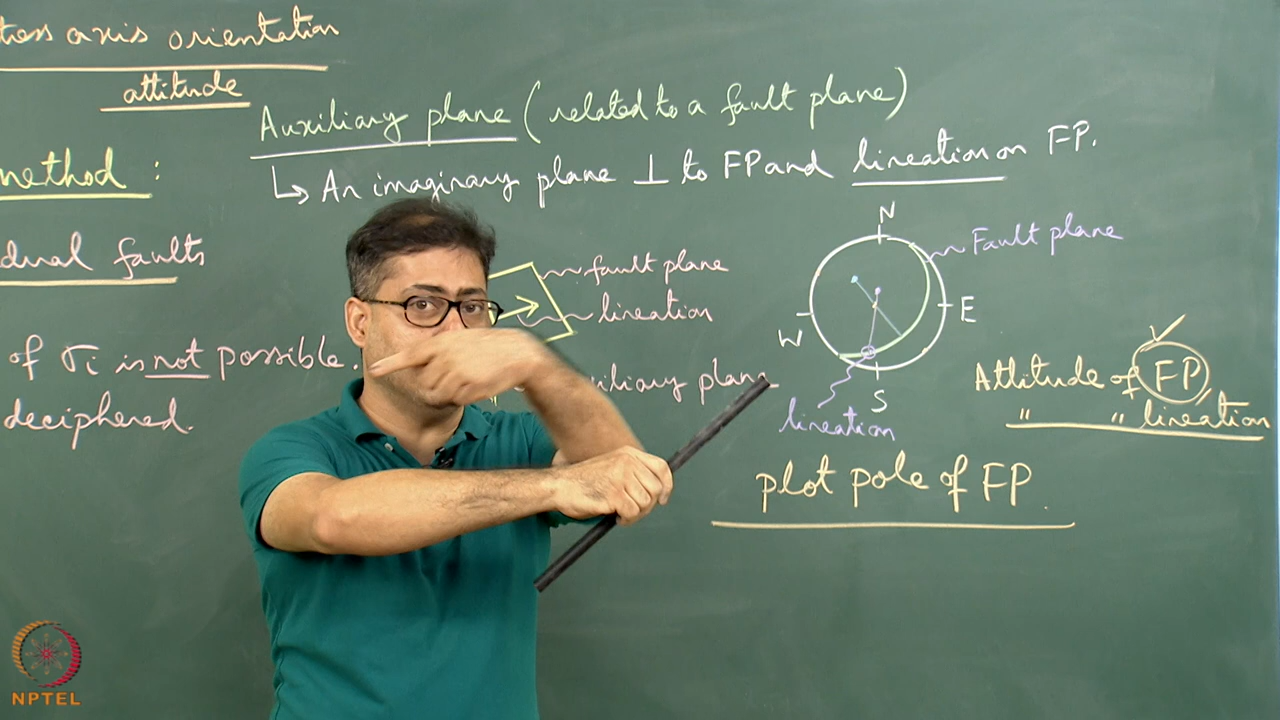 axis orientation
attitude
Auxiliary plane (related to a fault plane)
method :
↳ An imaginary plane ⊥ to FP and lineation on FP.
faults
fault plane
lineation
N
Fault plane
E
W
S
of σi is not possible.
deciphered.
plane
lineation
Attitude of FP
" " lineation
plot pole of FP
NPTEL